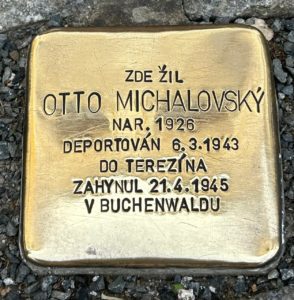 ZDE ŽIL
OTTO MICHALOVSKÝ
NAR. 1926
DEPORTOVÁN 6.3.1943
DO TEREZÍNA
ZAHYNUL 21.4.1945
V BUCHENWALDU